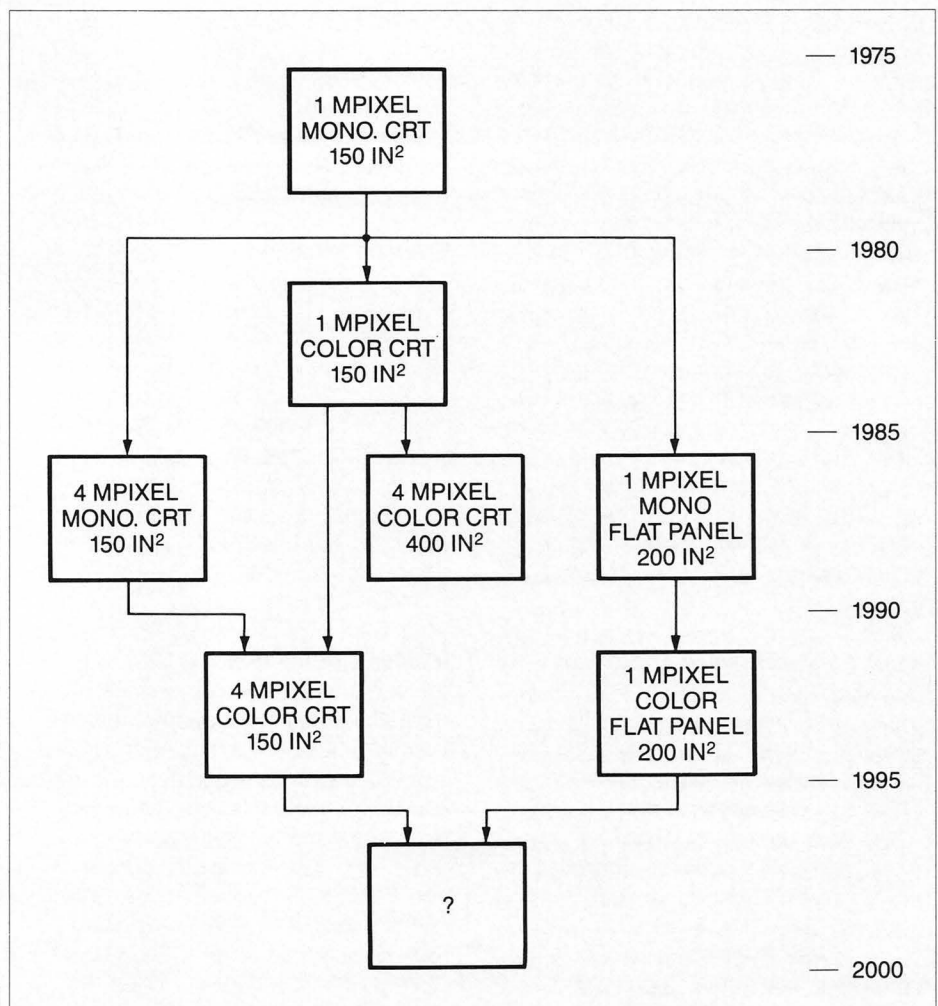 1975
1 MPIXEL
MONO. CRT
150 IN²
1980
1 MPIXEL
COLOR CRT
150 IN²
1985
4 MPIXEL
MONO. CRT
150 IN²
4 MPIXEL
COLOR CRT
400 IN²
1 MPIXEL
MONO
FLAT PANEL
200 IN²
1990
4 MPIXEL
COLOR CRT
150 IN²
1 MPIXEL
COLOR
FLAT PANEL
200 IN²
1995
?
2000